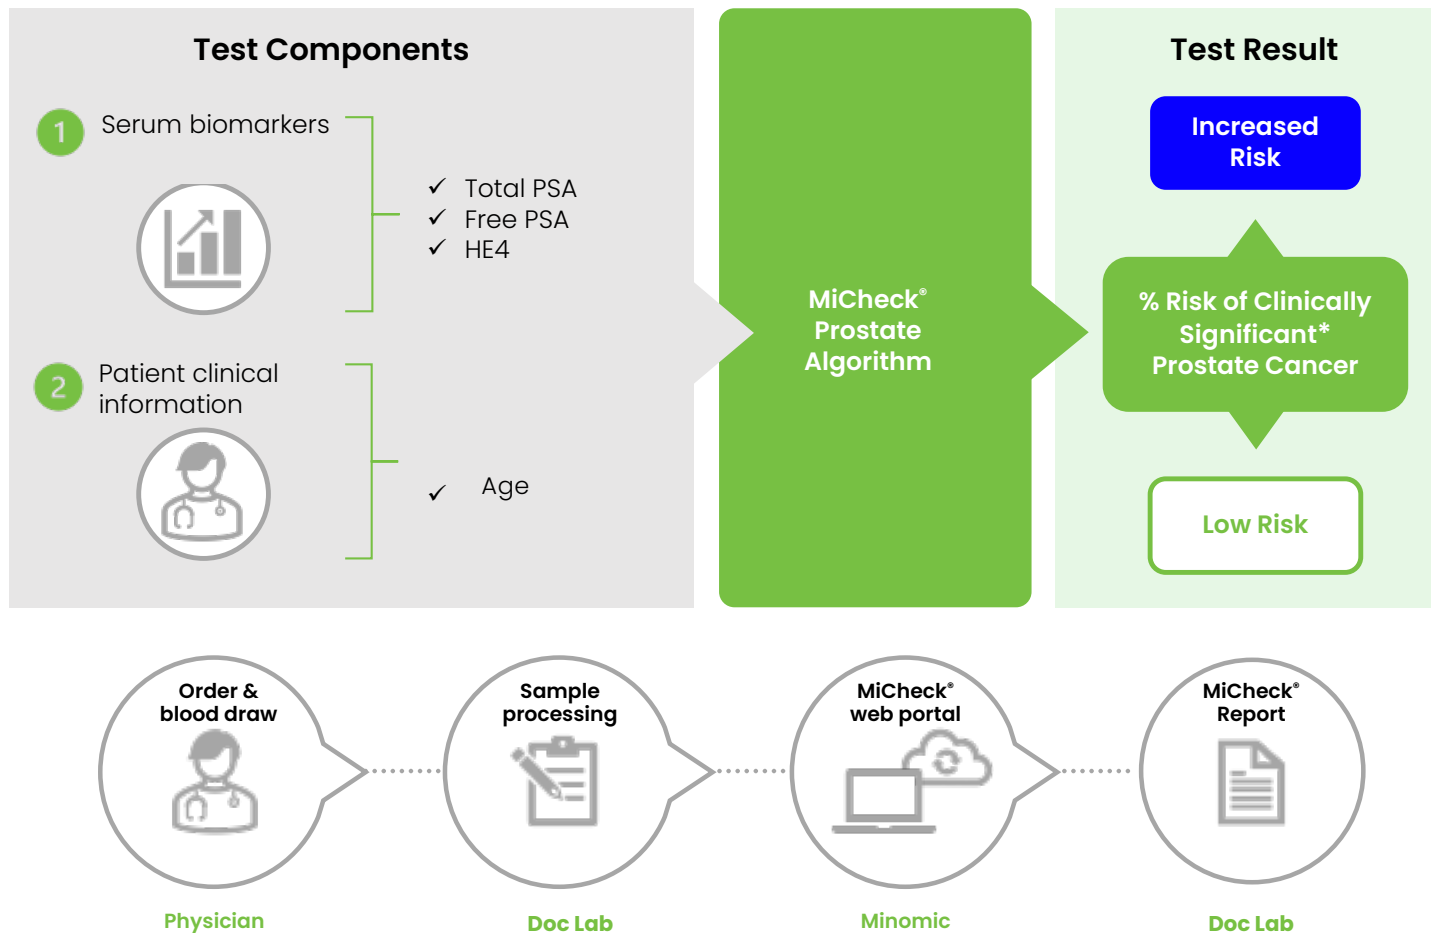 Test Components
1
Serum biomarkers
✓ Total PSA
✓ Free PSA
✓ HE4
2
Patient clinical
information
✓ Age
MiCheck®
Prostate
Algorithm
Test Result
Increased
Risk
% Risk of Clinically
Significant*
Prostate Cancer
Low Risk
Order &
blood draw
Physician
Sample
processing
Doc Lab
MiCheck®
web portal
Minomic
MiCheck®
Report
Doc Lab